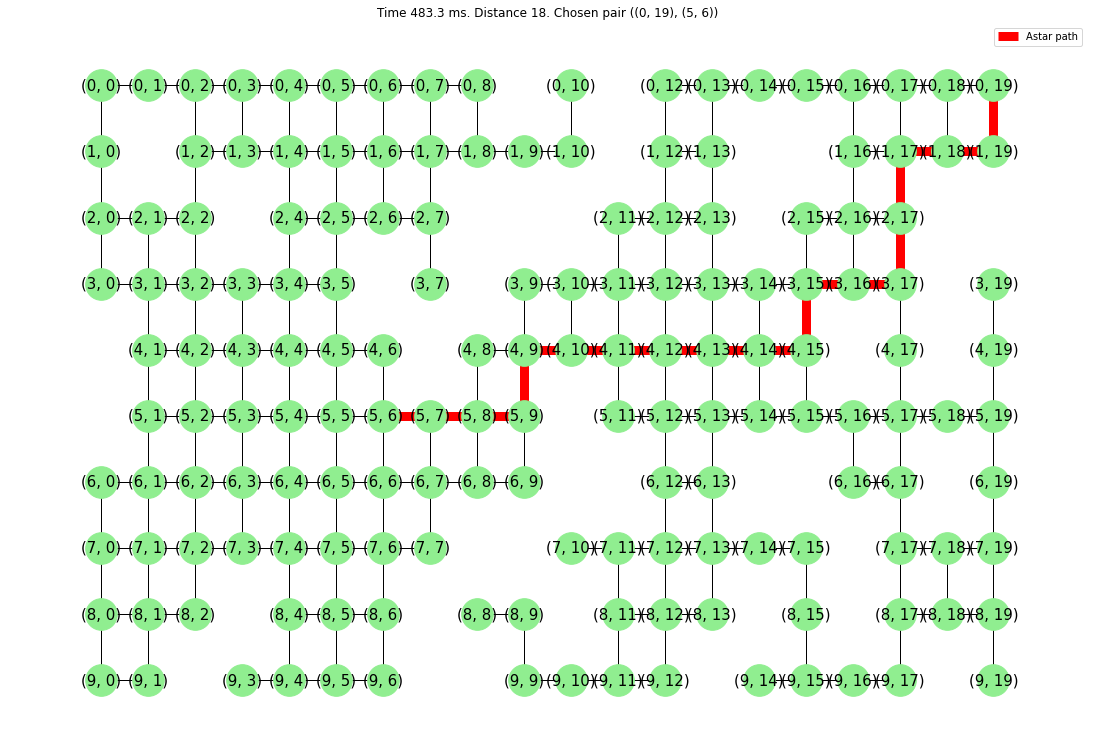 Time 483.3 ms. Distance 18. Chosen pair ((0, 19), (5, 6))
Astar path
(0, 0) (0, 1) (0, 2) (0, 3) (0, 4) (0, 5) (0, 6) (0, 7) (0, 8) (0, 10) (0, 12) (0, 13) (0, 14) (0, 15) (0, 16) (0, 17) (0, 18) (0, 19)
(1, 0) (1, 2) (1, 3) (1, 4) (1, 5) (1, 6) (1, 7) (1, 8) (1, 9) (1, 10) (1, 12) (1, 13) (1, 16) (1, 17) (1, 18) (1, 19)
(2, 0) (2, 1) (2, 2) (2, 4) (2, 5) (2, 6) (2, 7) (2, 11) (2, 12) (2, 13) (2, 15) (2, 16) (2, 17)
(3, 0) (3, 1) (3, 2) (3, 3) (3, 4) (3, 5) (3, 7) (3, 9) (3, 10) (3, 11) (3, 12) (3, 13) (3, 14) (3, 15) (3, 16) (3, 17) (3, 19)
(4, 1) (4, 2) (4, 3) (4, 4) (4, 5) (4, 6) (4, 8) (4, 9) (4, 10) (4, 11) (4, 12) (4, 13) (4, 14) (4, 15) (4, 17) (4, 19)
(5, 1) (5, 2) (5, 3) (5, 4) (5, 5) (5, 6) (5, 7) (5, 8) (5, 9) (5, 11) (5, 12) (5, 13) (5, 14) (5, 15) (5, 16) (5, 17) (5, 18) (5, 19)
(6, 0) (6, 1) (6, 2) (6, 3) (6, 4) (6, 5) (6, 6) (6, 7) (6, 8) (6, 9) (6, 12) (6, 13) (6, 16) (6, 17) (6, 19)
(7, 0) (7, 1) (7, 2) (7, 3) (7, 4) (7, 5) (7, 6) (7, 7) (7, 10) (7, 11) (7, 12) (7, 13) (7, 14) (7, 15) (7, 17) (7, 18) (7, 19)
(8, 0) (8, 1) (8, 2) (8, 4) (8, 5) (8, 6) (8, 8) (8, 9) (8, 11) (8, 12) (8, 13) (8, 15) (8, 17) (8, 18) (8, 19)
(9, 0) (9, 1) (9, 3) (9, 4) (9, 5) (9, 6) (9, 9) (9, 10) (9, 11) (9, 12) (9, 14) (9, 15) (9, 16) (9, 17) (9, 19)